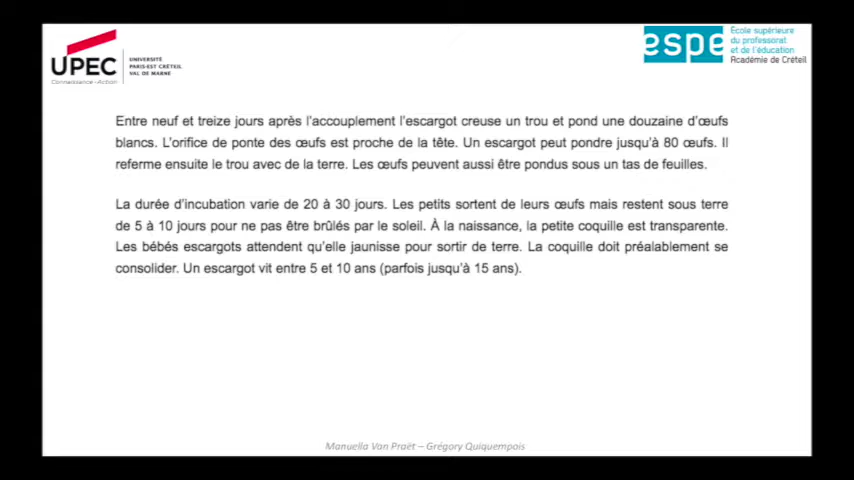 UPEC
Connaissance - Action
UNIVERSITÉ
PARIS-EST CRÉTEIL
VAL DE MARNE
espe
École supérieure
du professorat
et de l'éducation
Académie de Créteil
Entre neuf et treize jours après l'accouplement l'escargot creuse un trou et pond une douzaine d'œufs
blancs. L'orifice de ponte des œufs est proche de la tête. Un escargot peut pondre jusqu'à 80 œufs. Il
referme ensuite le trou avec de la terre. Les œufs peuvent aussi être pondus sous un tas de feuilles.
La durée d'incubation varie de 20 à 30 jours. Les petits sortent de leurs œufs mais restent sous terre
de 5 à 10 jours pour ne pas être brûlés par le soleil. À la naissance, la petite coquille est transparente.
Les bébés escargots attendent qu'elle jaunisse pour sortir de terre. La coquille doit préalablement se
consolider. Un escargot vit entre 5 et 10 ans (parfois jusqu'à 15 ans).
Manuella Van Praët – Grégory Quiquempois